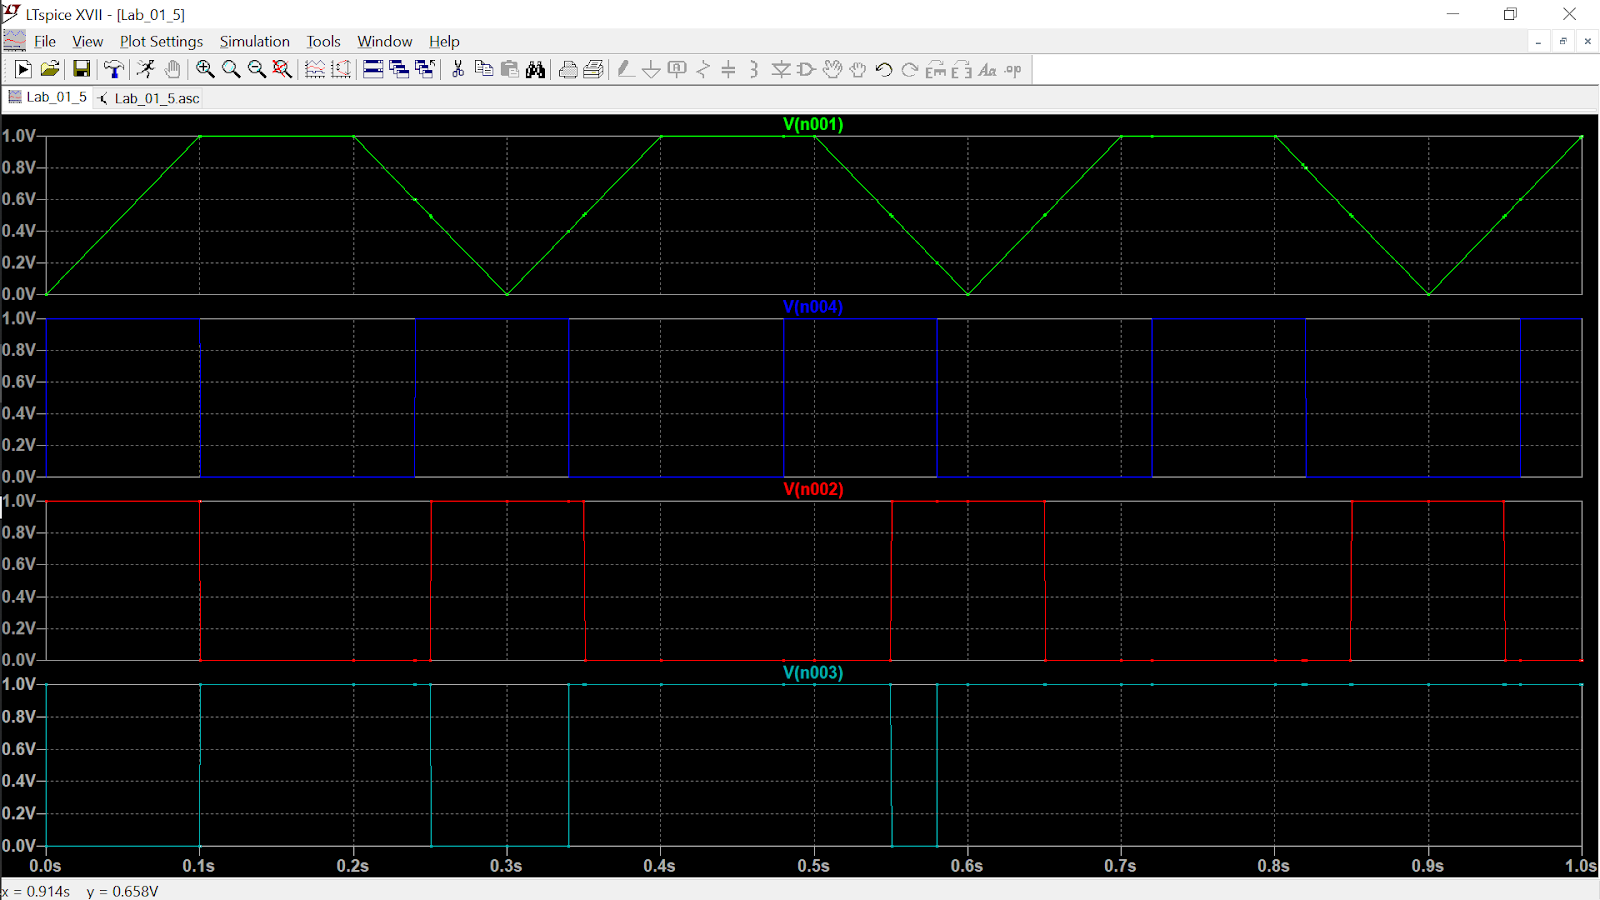 LTspice XVII - [Lab_01_5]
File View Plot Settings Simulation Tools Window Help
Lab_01_5 Lab_01_5.asc
V(n001)
1.0V
0.8V
0.6V
0.4V
0.2V
0.0V
V(n004)
1.0V
0.8V
0.6V
0.4V
0.2V
0.0V
V(n002)
1.0V
0.8V
0.6V
0.4V
0.2V
0.0V
V(n003)
1.0V
0.8V
0.6V
0.4V
0.2V
0.0V
0.0s 0.1s 0.2s 0.3s 0.4s 0.5s 0.6s 0.7s 0.8s 0.9s 1.0s
x = 0.914s y = 0.658V